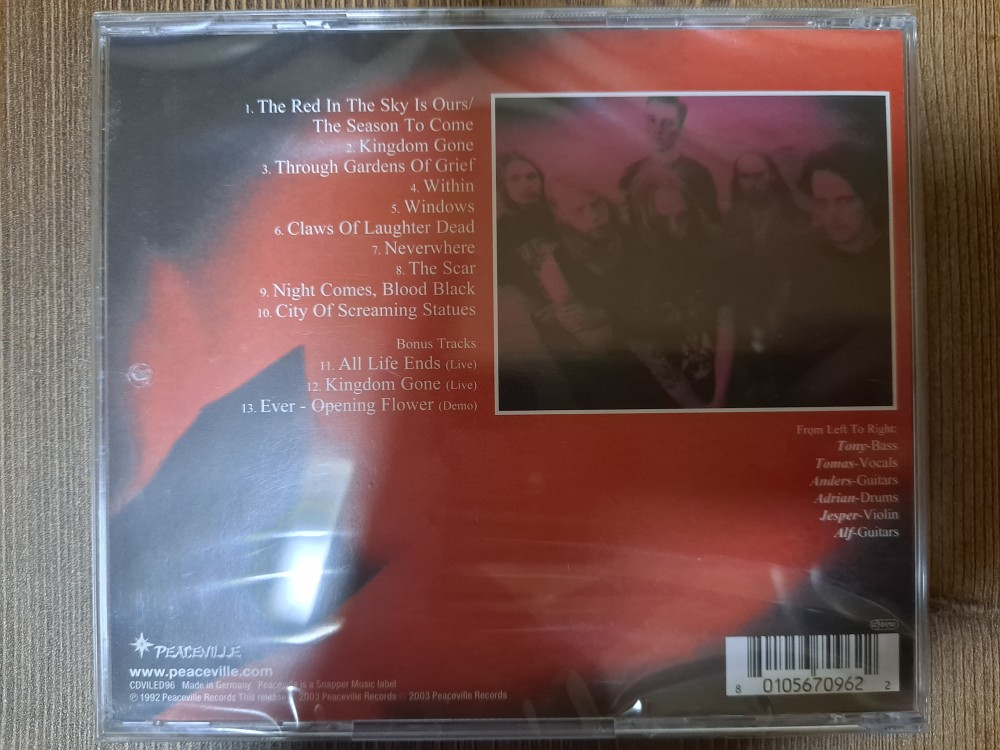 1. The Red In The Sky Is Ours/
The Season To Come
2. Kingdom Gone
3. Through Gardens Of Grief
4. Within
5. Windows
6. Claws Of Laughter Dead
7. Neverwhere
8. The Scar
9. Night Comes, Blood Black
10. City Of Screaming Statues
Bonus Tracks
11. All Life Ends (Live)
12. Kingdom Gone (Live)
13. Ever - Opening Flower (Demo)
From Left To Right:
Tony-Bass
Tomas-Vocals
Anders-Guitars
Adrian-Drums
Jesper-Violin
Alf-Guitars
PEACEVILLE
www.peaceville.com
CDVILED96 Made in Germany. Peaceville is a Snapper Music label
℗ 1992 Peaceville Records This release 2003 Peaceville Records 2003 Peaceville Records
8 0105670962 2